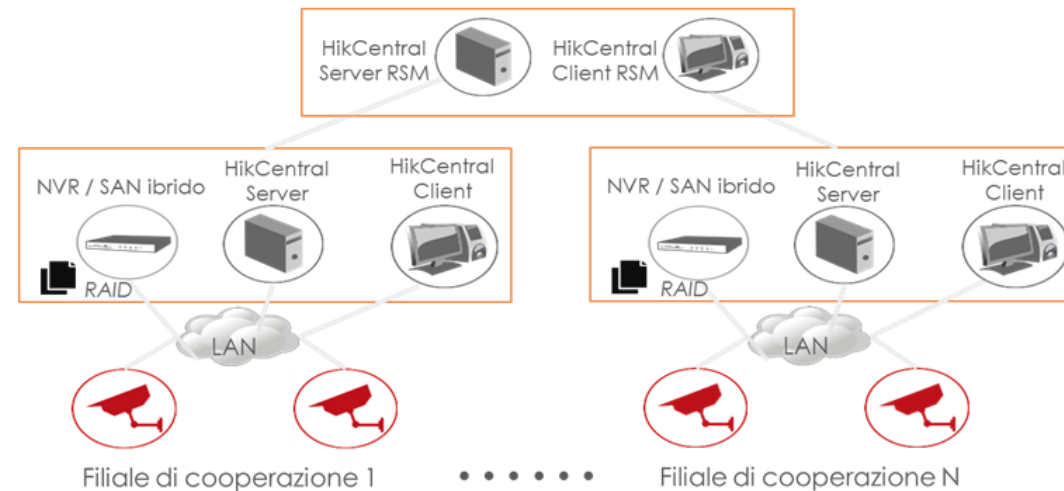 HikCentral
Server RSM
HikCentral
Client RSM
NVR / SAN ibrido
HikCentral
Server
HikCentral
Client
RAID
LAN
NVR / SAN ibrido
HikCentral
Server
HikCentral
Client
RAID
LAN
Filiale di cooperazione 1
Filiale di cooperazione N